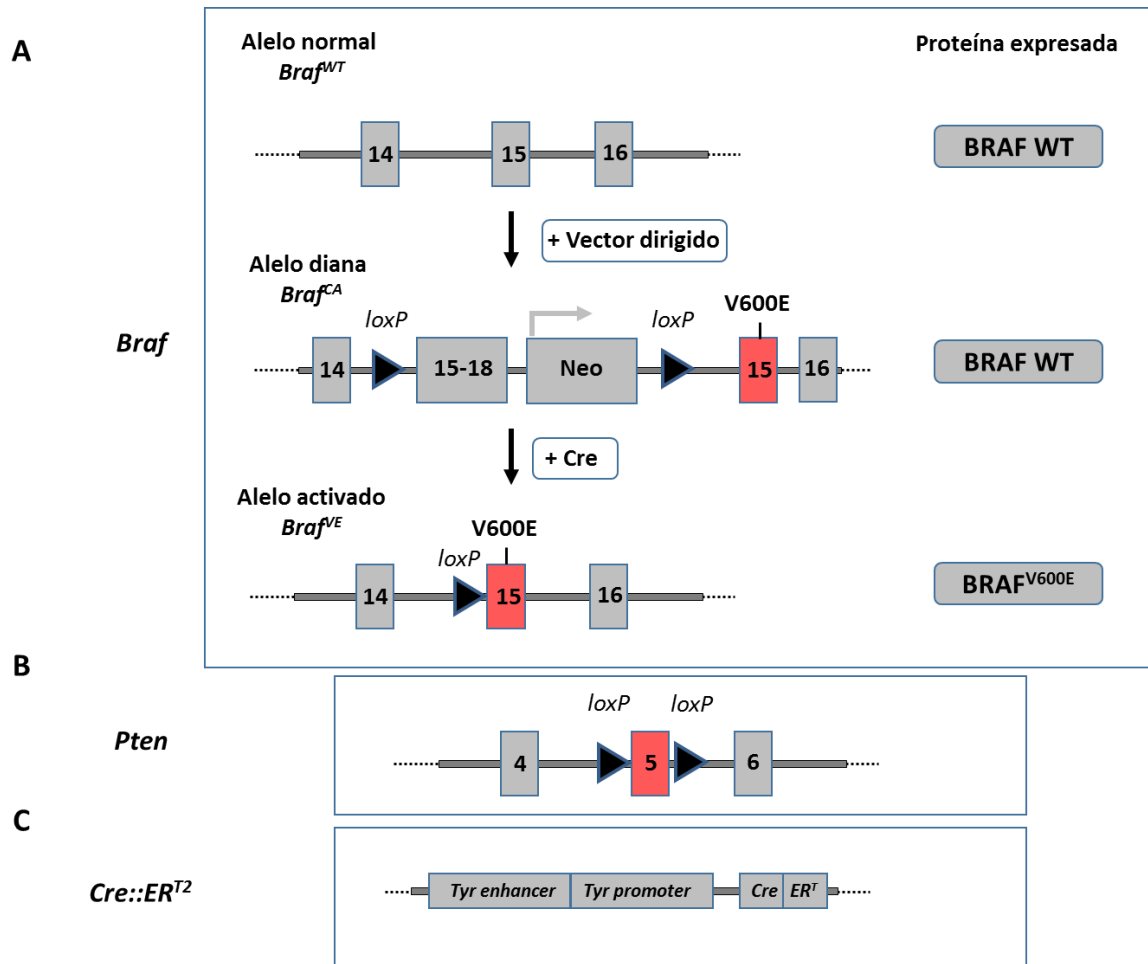 A
Alelo normal
Braf^WT
Proteína expresada
14 15 16
BRAF WT
+ Vector dirigido
Alelo diana
Braf^CA
loxP loxP V600E
Braf
14 15-18 Neo 15 16
BRAF WT
+ Cre
Alelo activado
Braf^VE
V600E
loxP
14 15 16
BRAF^V600E
B
loxP loxP
Pten
4 5 6
C
Cre::ER^T2
Tyr enhancer Tyr promoter Cre ER^T